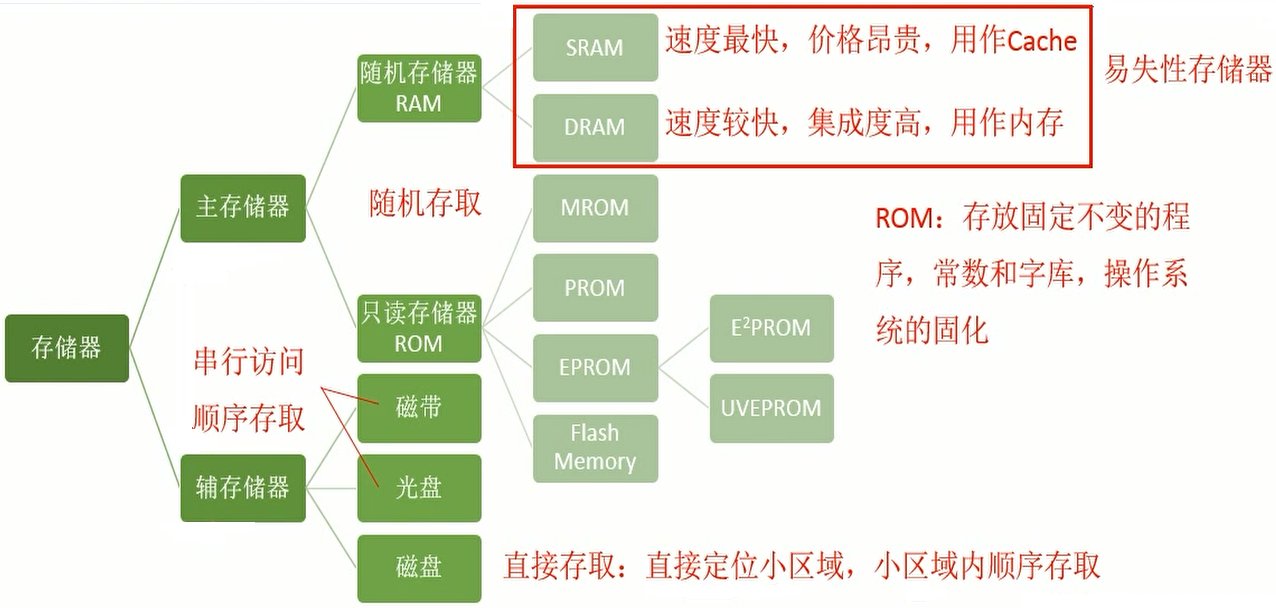 SRAM
速度最快，价格昂贵，用作Cache
易失性存储器
随机存储器
RAM
DRAM
速度较快，集成度高，用作内存
主存储器
随机存取
MROM
ROM：存放固定不变的程
序，常数和字库，操作系
统的固化
PROM
只读存储器
ROM
E²PROM
存储器
串行访问
顺序存取
EPROM
磁带
UVEPROM
Flash
Memory
辅存储器
光盘
磁盘
直接存取：直接定位小区域，小区域内顺序存取